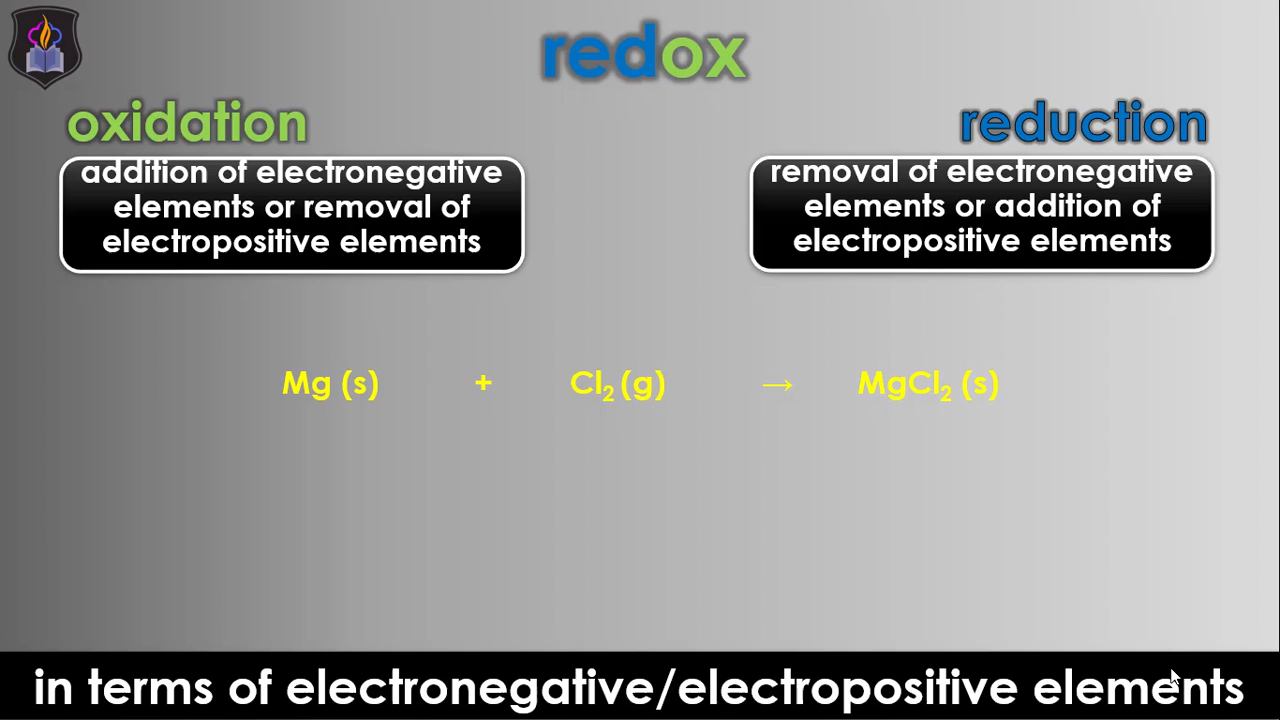 redox
oxidation
reduction
addition of electronegative
elements or removal of
electropositive elements
removal of electronegative
elements or addition of
electropositive elements
Mg (s) + Cl₂ (g) → MgCl₂ (s)
in terms of electronegative/electropositive elements